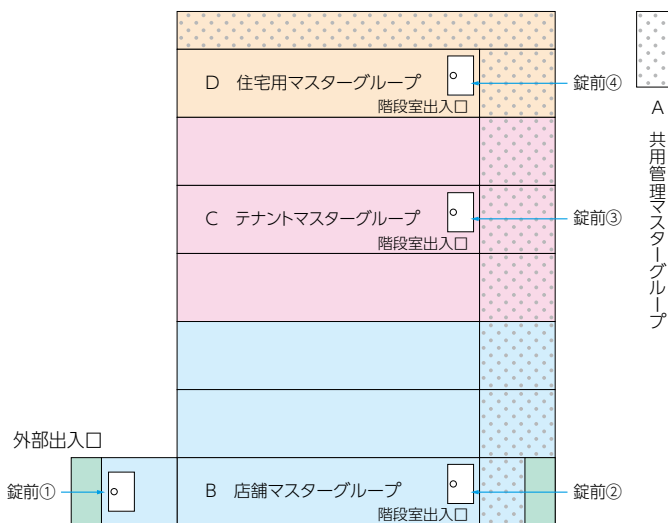 D 住宅用マスターグループ
階段室出入口
錠前④
A 共用管理マスターグループ
C テナントマスターグループ
階段室出入口
錠前③
外部出入口
錠前①
B 店舗マスターグループ
階段室出入口
錠前②